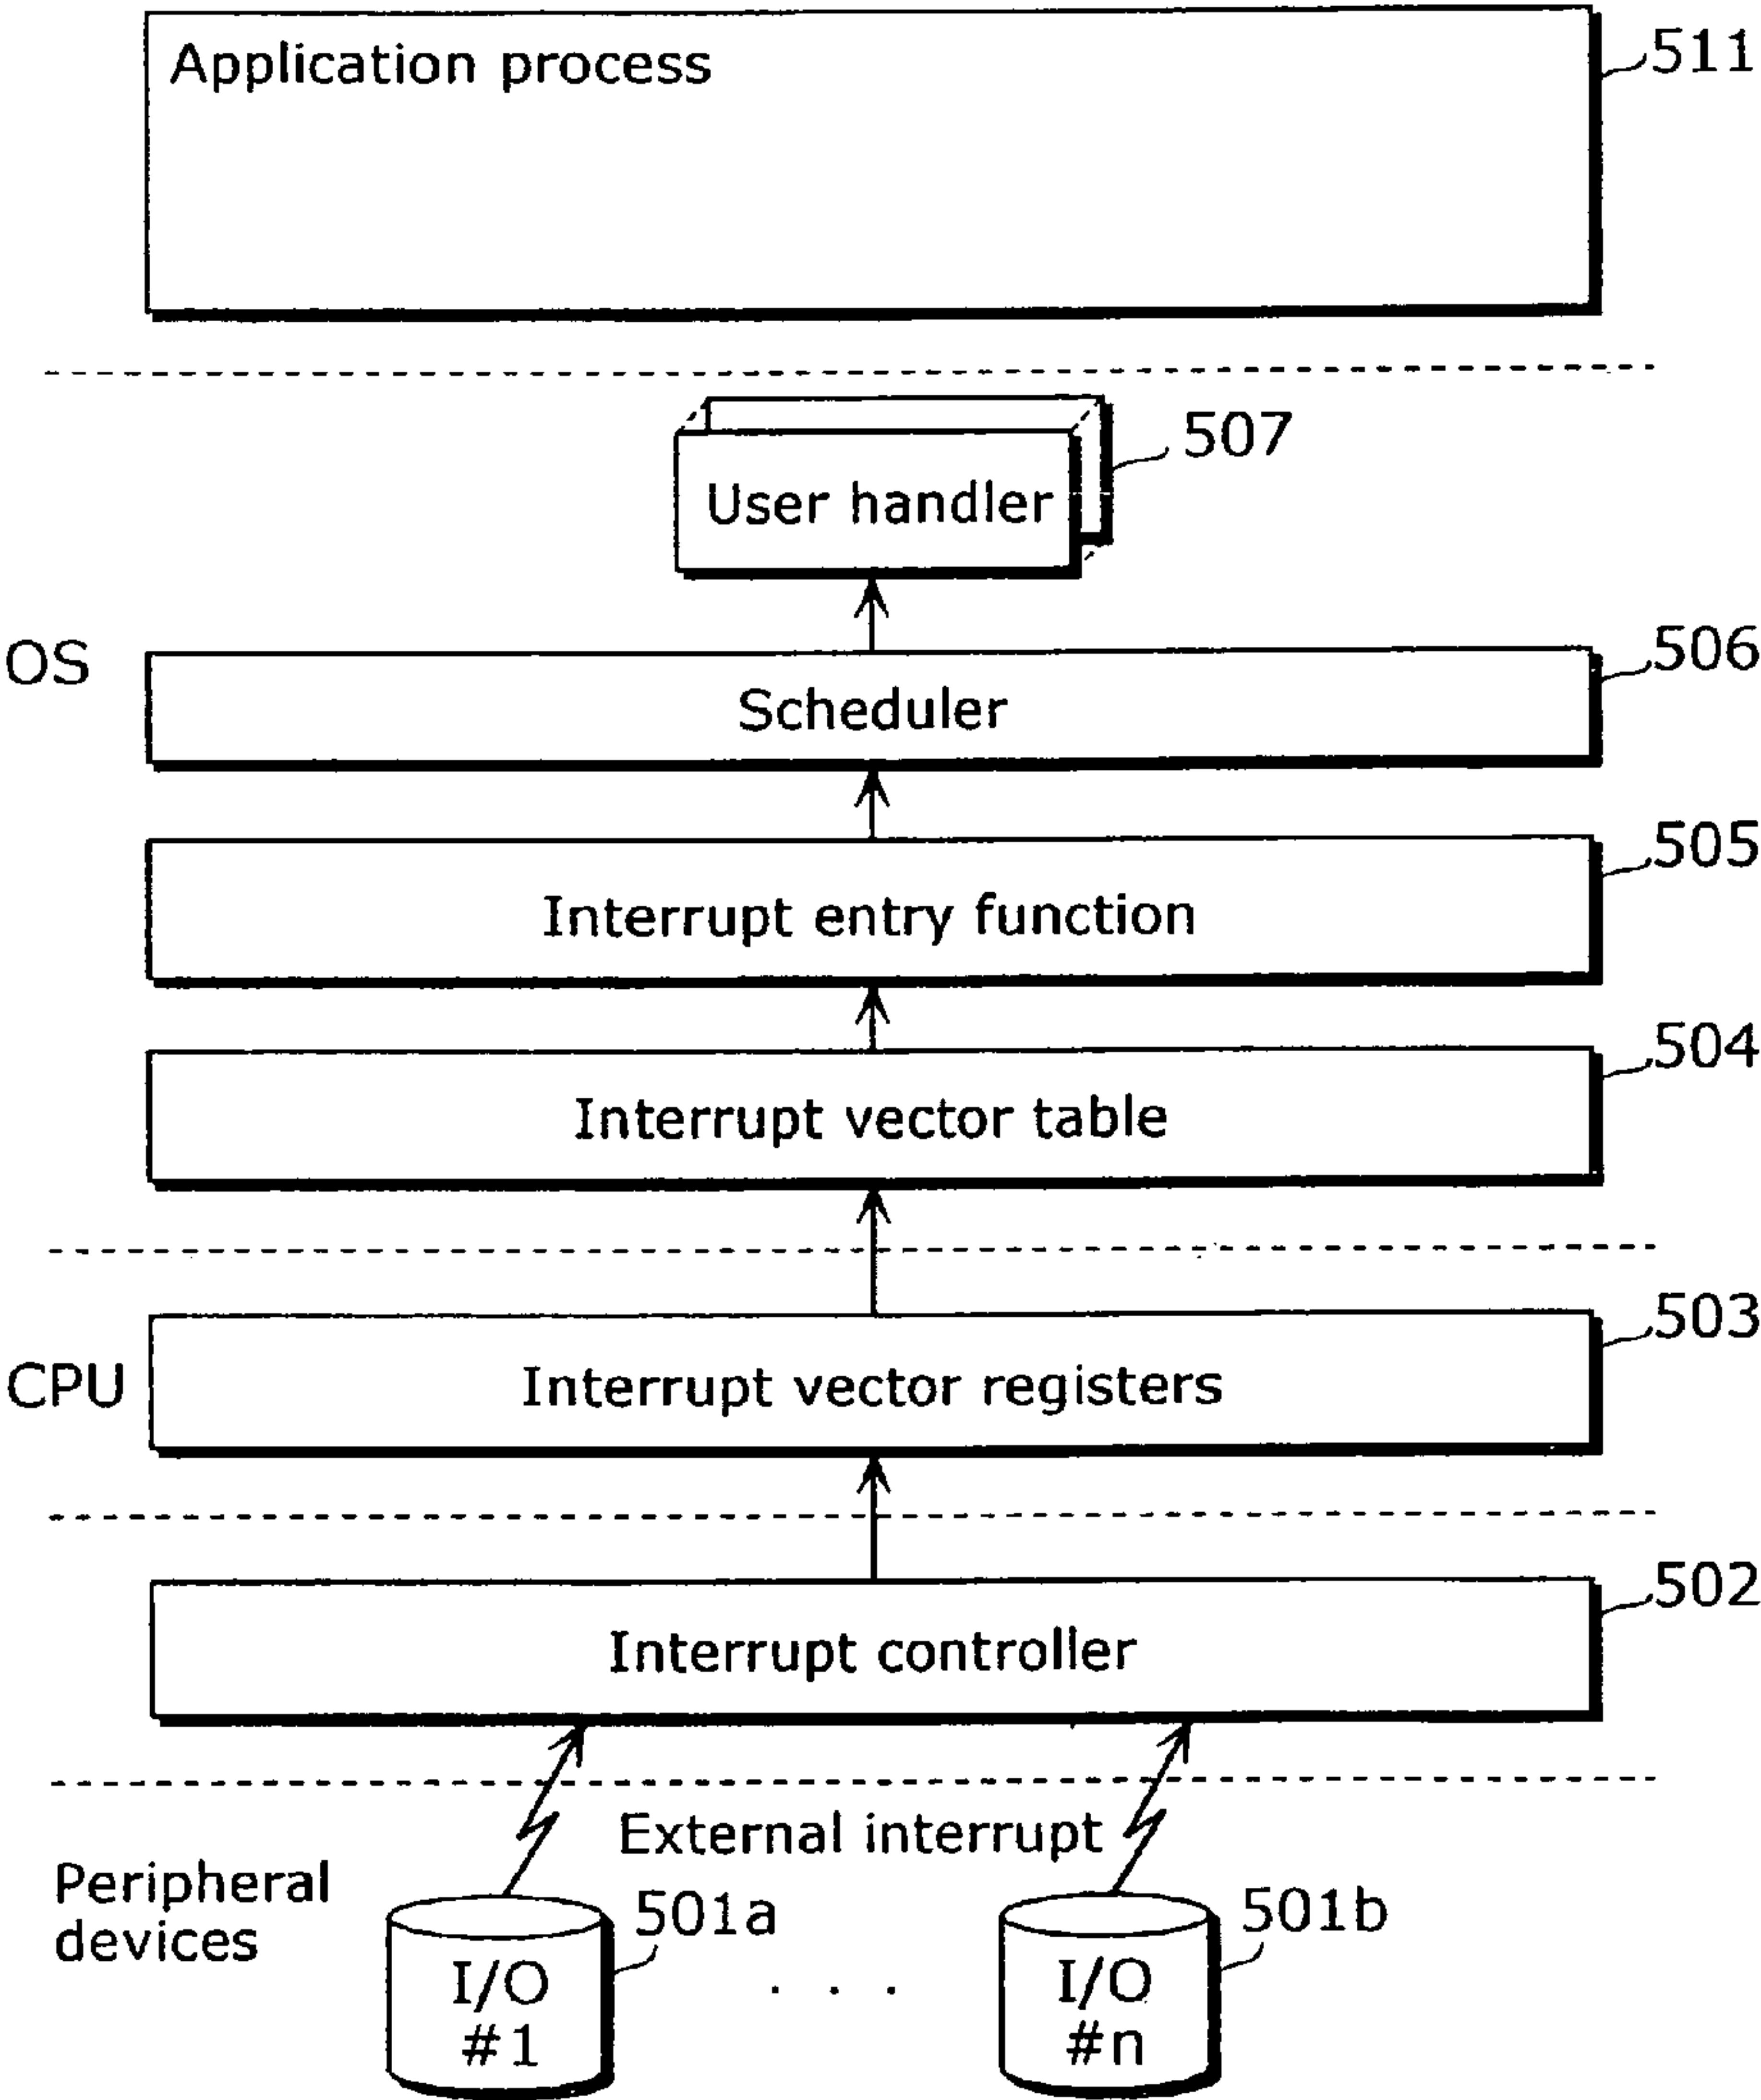 Application process
511
507
User handler
OS
506
Scheduler
505
Interrupt entry function
504
Interrupt vector table
503
CPU
Interrupt vector registers
502
Interrupt controller
External interrupt
Peripheral
devices
501a
501b
I/O
#1
. . .
I/O
#n